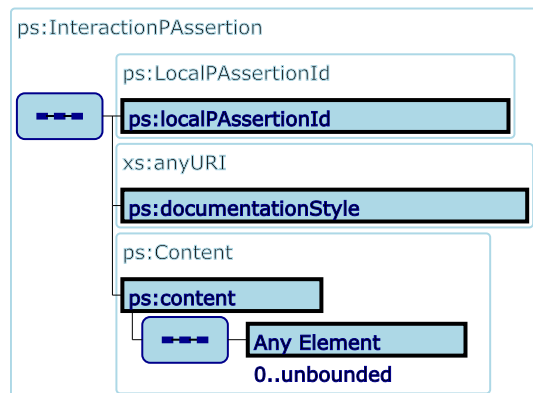 ps:InteractionPAssertion
ps:LocalPAssertionId
ps:localPAssertionId
xs:anyURI
ps:documentationStyle
ps:Content
ps:content
Any Element
0..unbounded